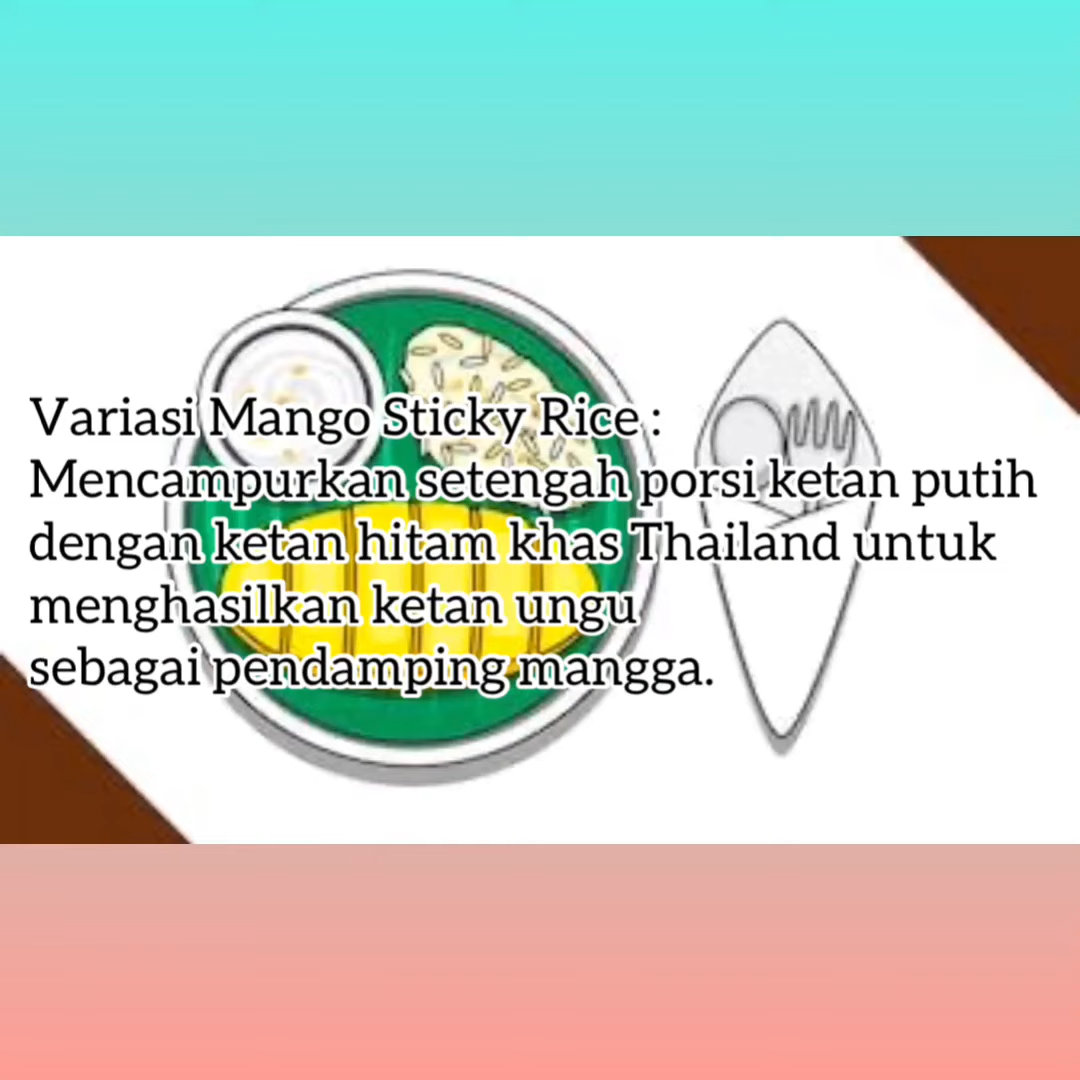 Variasi Mango Sticky Rice :
Mencampurkan setengah porsi ketan putih
dengan ketan hitam khas Thailand untuk
menghasilkan ketan ungu
sebagai pendamping mangga.